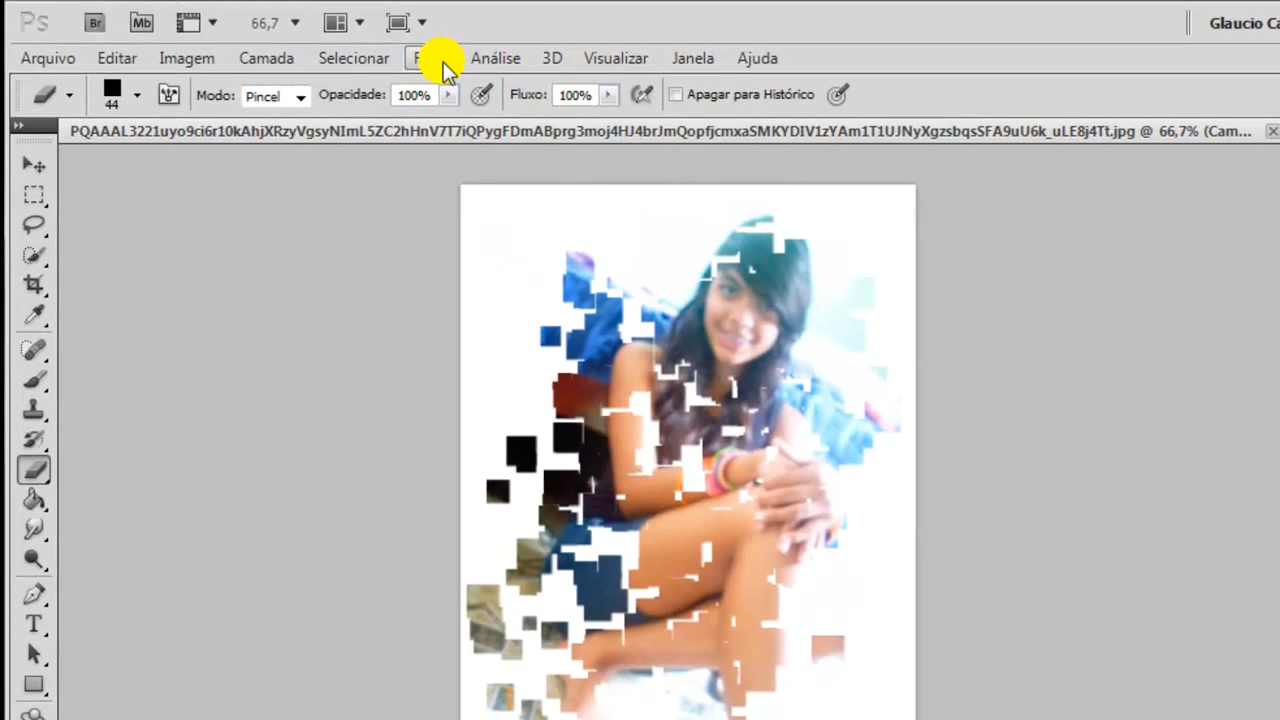 Ps Br Mb 66,7 Glaucio Ca
Arquivo Editar Imagem Camada Selecionar Análise 3D Visualizar Janela Ajuda
44 Modo: Pincel Opacidade: 100% Fluxo: 100% Apagar para Histórico
PQAAAL3221uyo9ci6r10kAhjXRzyVgsyNImL5ZC2hHnV7T7iQPygFDmABprg3moj4HJ4brJmQopfjcmxaSMKYDIV1zYAm1T1UJNyXgzsbqsSFA9uU6k_uLE8j4Tt.jpg @ 66,7% (Cam...
T